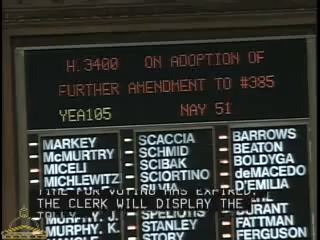 H.3400 ON ADOPTION OF
FURTHER AMENDMENT TO #385
YEA105 NAY 51
MARKEY SCACCIA BARROWS
McMURTRY SCHMID BEATON
MICELI SCIBAK BOLDYGA
MICHLEWITZ SCIORTINO deMACEDO
D'EMILIA
TIME FOR VOTING HAS EXPIRED.
THE CLERK WILL DISPLAY THE
TALLY.
DURANT
MURPHY, J. SPELIOTIS FATTMAN
MURPHY, K. STANLEY FERGUSON
STORY